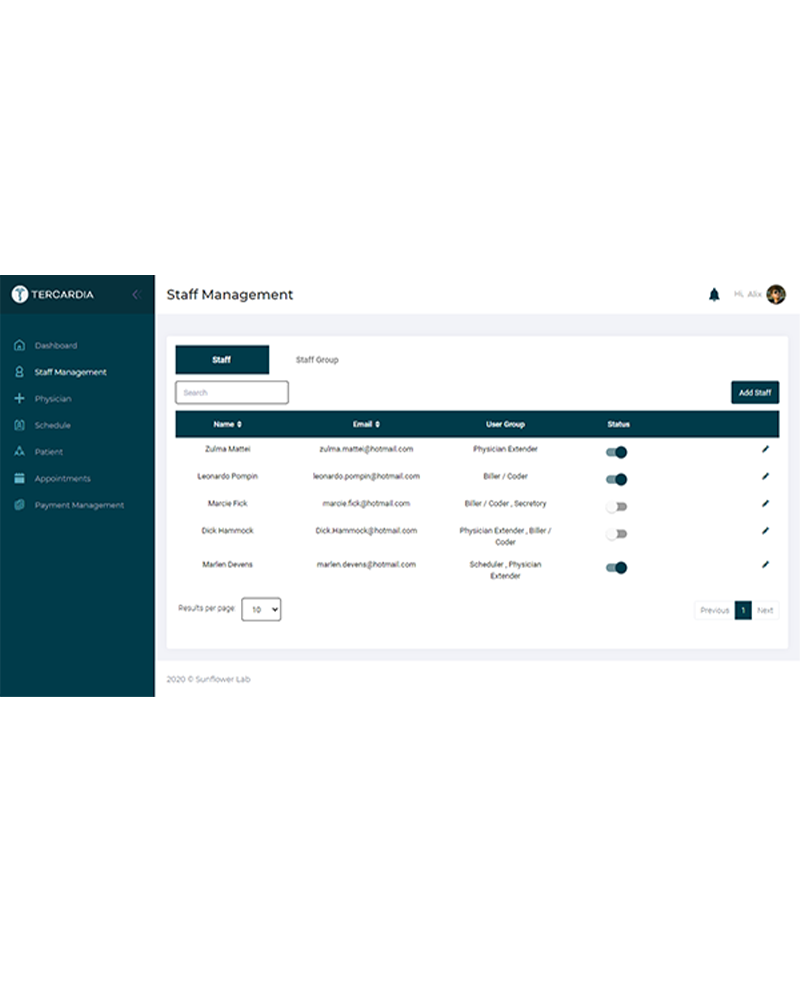 TERCARDIA
Staff Management
Hi, Alix
Dashboard
Staff Management
Physician
Schedule
Patient
Appointments
Payment Management
Staff
Staff Group
Search
Add Staff
Name Email User Group Status
Zulma Mattei zulma.mattei@hotmail.com Physician Extender
Leonardo Pompin leonardo.pompin@hotmail.com Biller / Coder
Marcie Fick marcie.fick@hotmail.com Biller / Coder , Secretory
Dick Hammock Dick.Hammock@hotmail.com Physician Extender , Biller /
Coder
Marlen Devens marlen.devens@hotmail.com Scheduler , Physician
Extender
Results per page 10
Previous 1 Next
2020 © Sunflower Lab